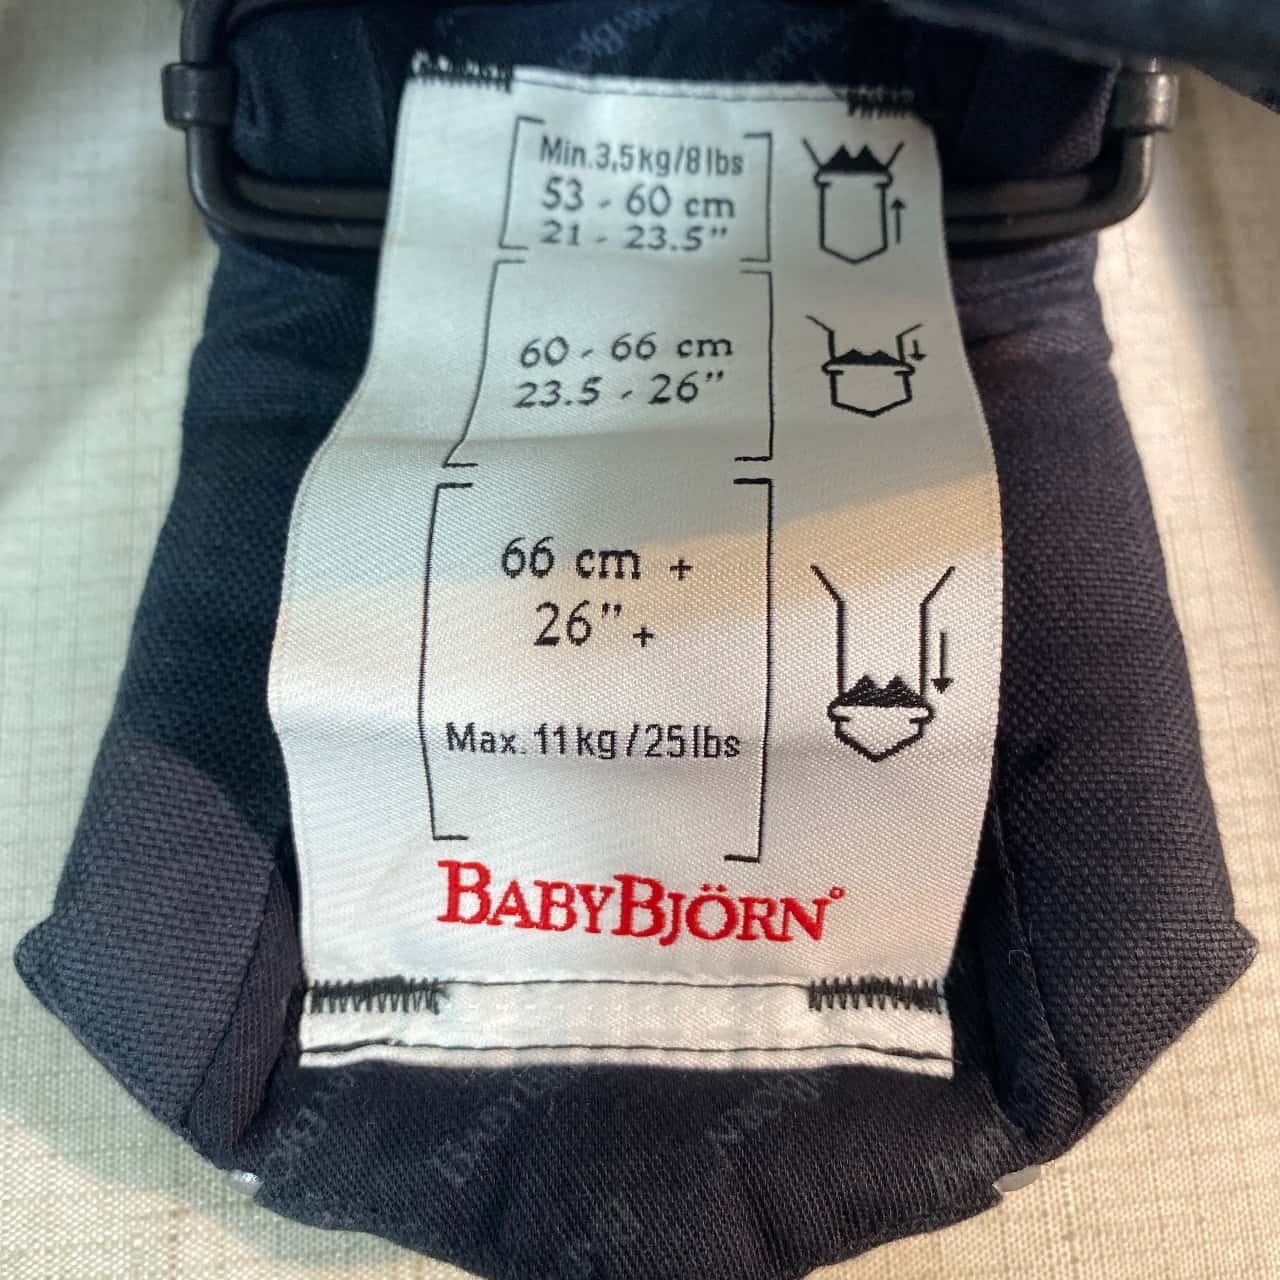 Min.3,5kg/8lbs
53 - 60 cm
21 - 23.5"
60 - 66 cm
23.5 - 26"
66 cm +
26"+
Max. 11kg/25lbs
BABYBJÖRN°